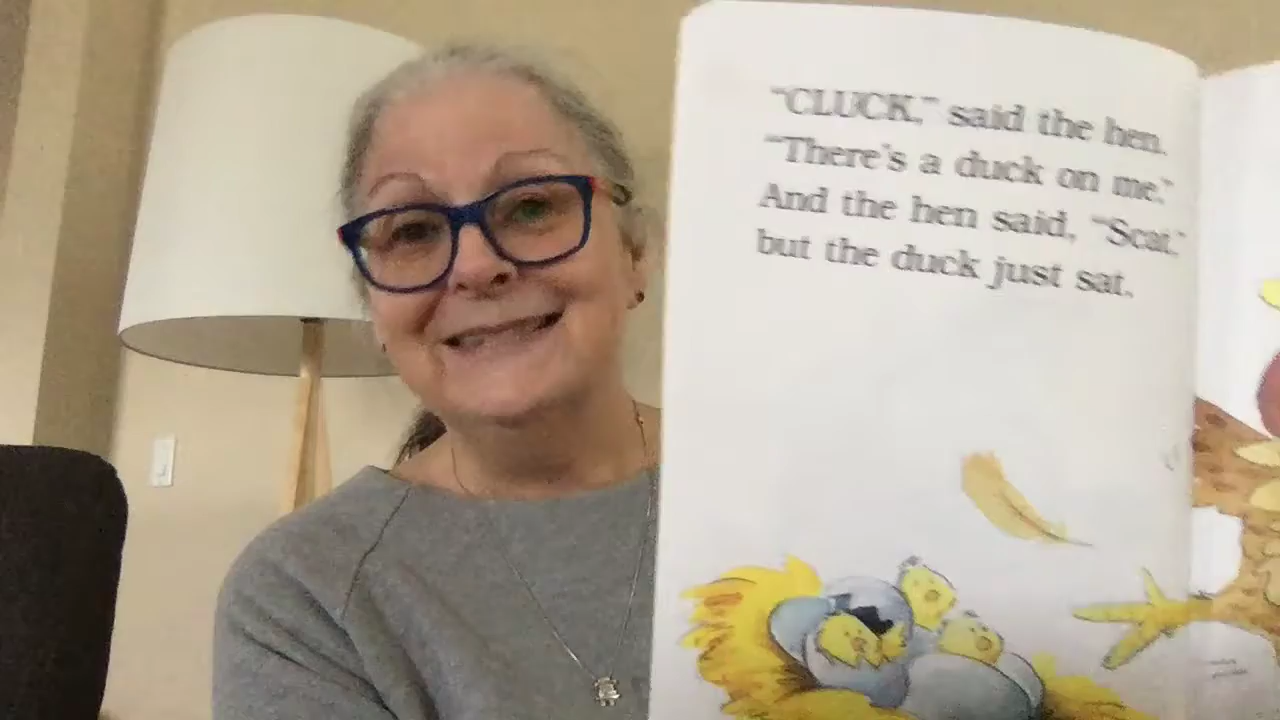 "CLUCK," said the hen.
"There's a duck on me."
And the hen said, "Scat,"
but the duck just sat.